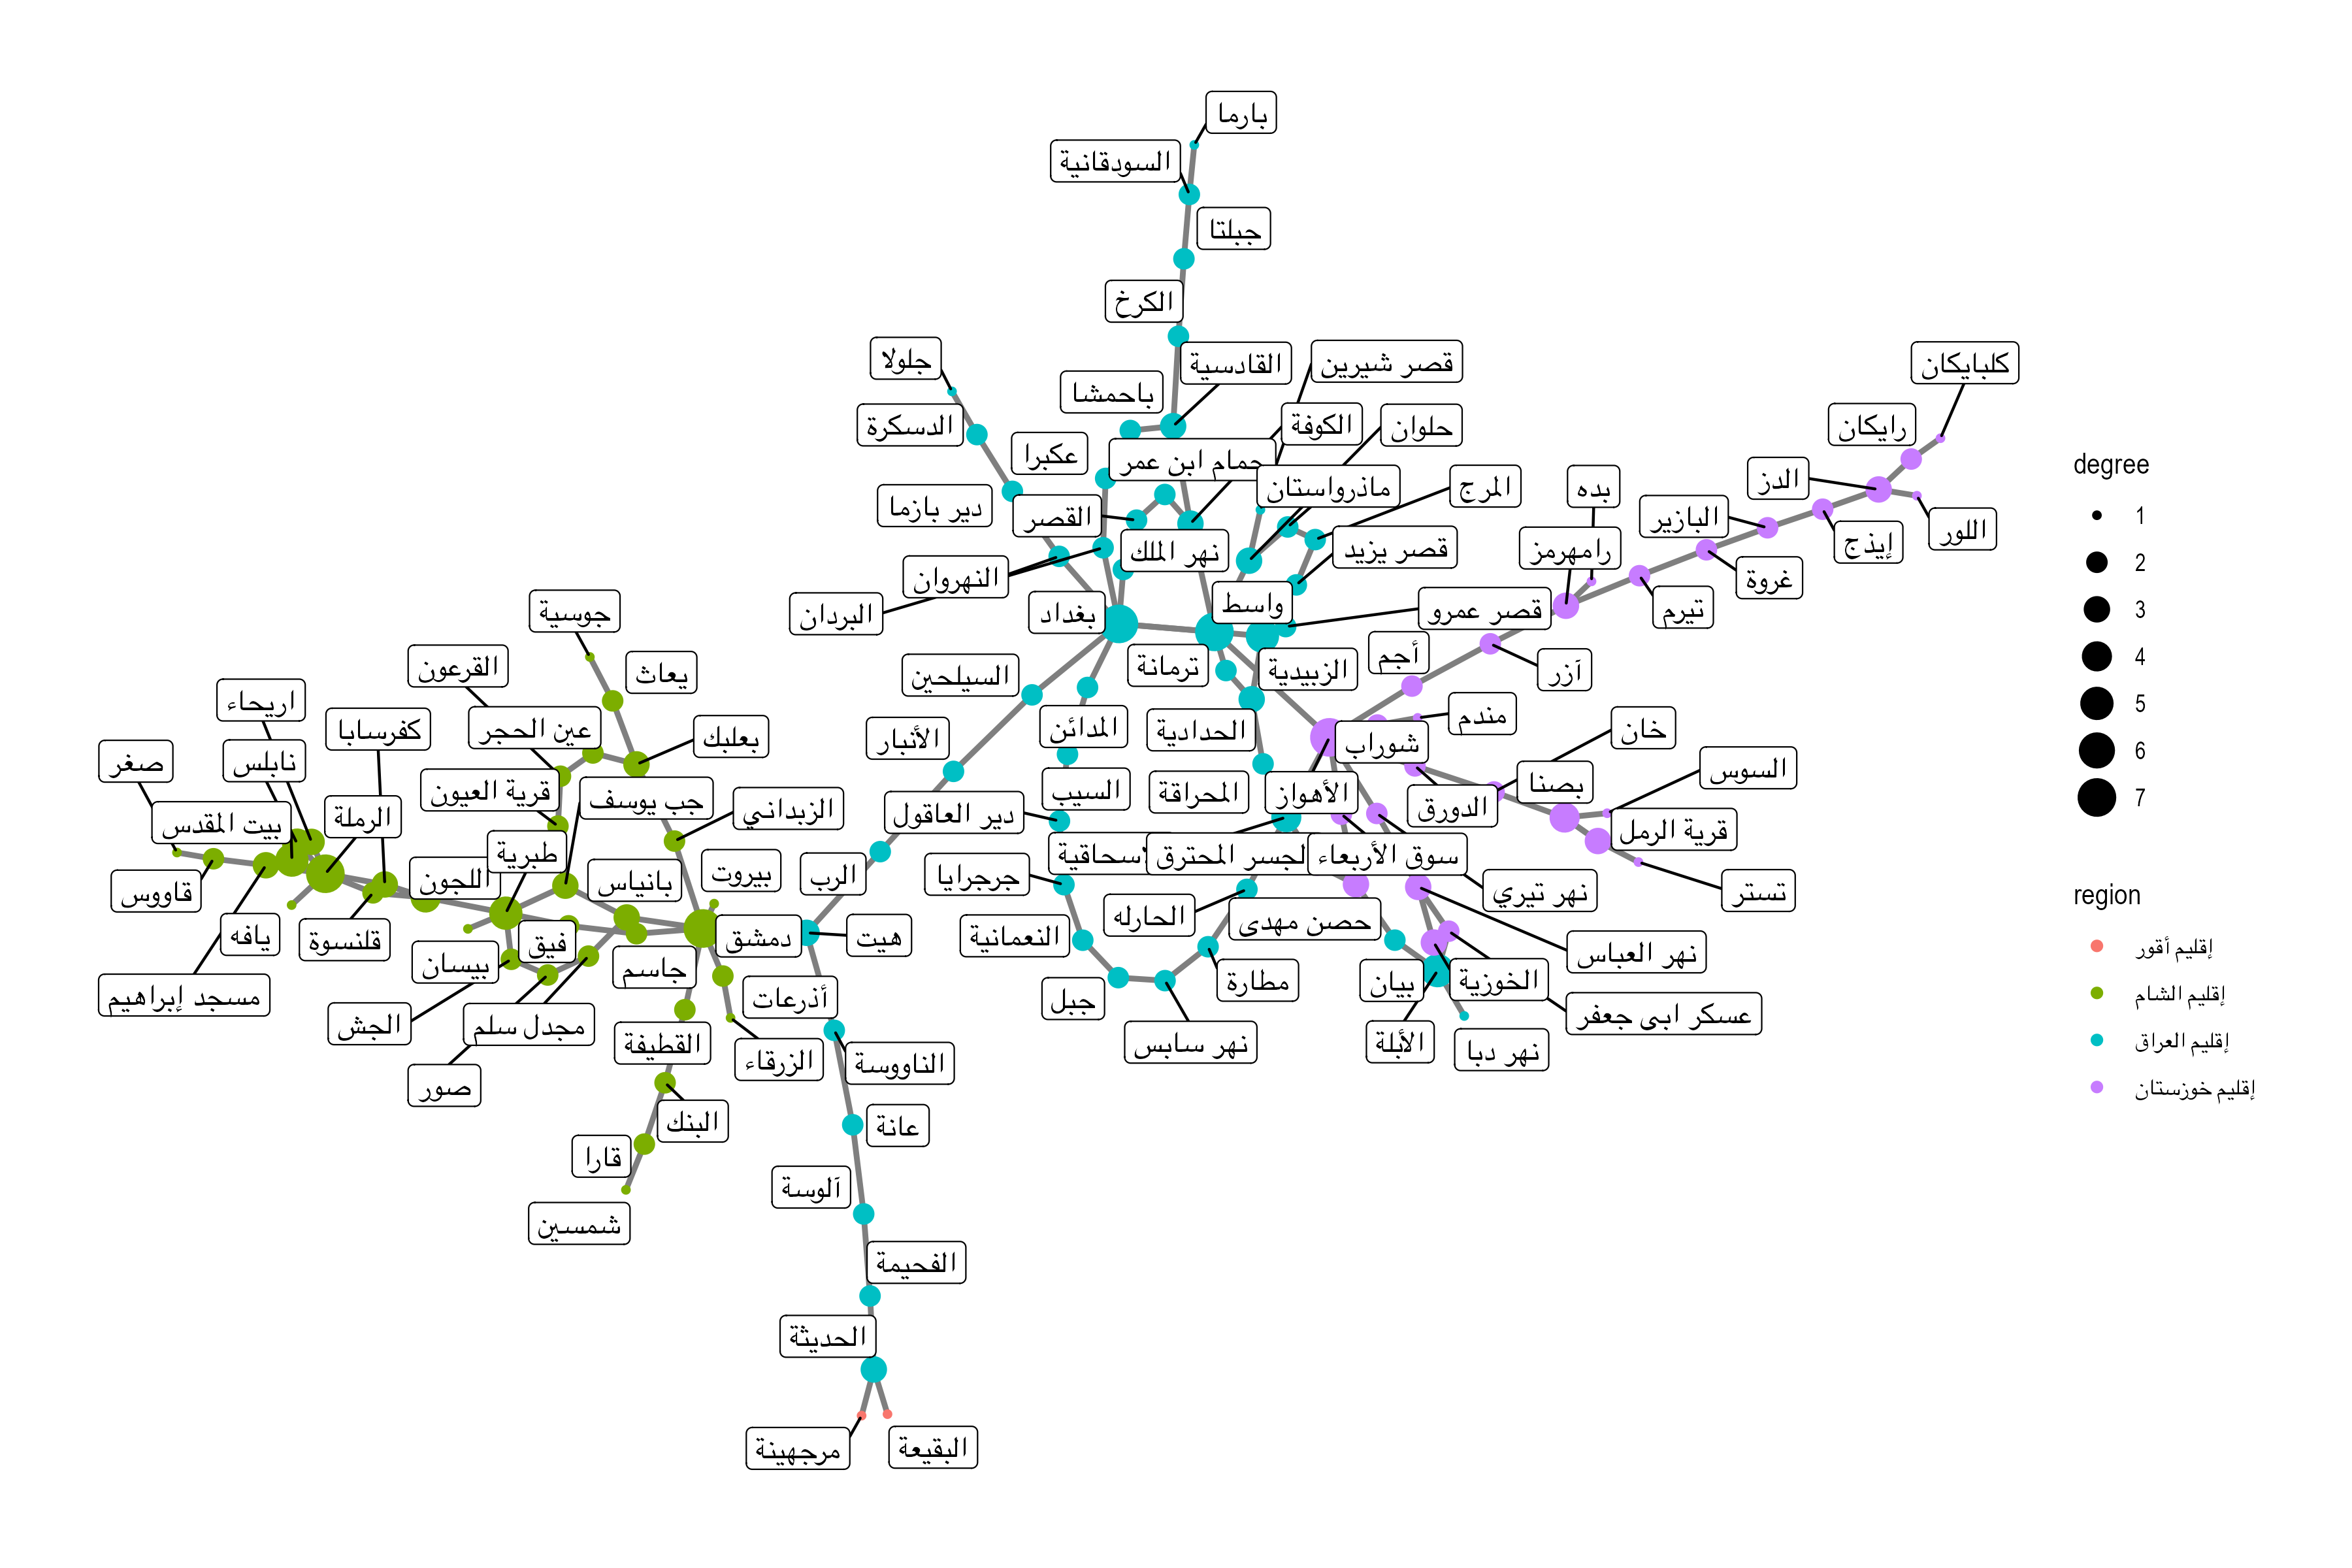 بارما
السودقانية
جبلتا
الكرخ
جلولا
القادسية
قصر شيرين
كلبايكان
باحمشا
الدسكرة
الكوفة
حلوان
رايكان
عكبرا
حمام ابن عمر
ماذرواستان
المرج
بده
الدز
دير بازما
القصر
البازير
اللور
نهر الملك
قصر يزيد
رامهرمز
إيذج
النهروان
غروة
واسط
البردان
بغداد
قصر عمرو
تيرم
جوسية
القرعون
يعاث
السيلحين
ترمانة
الزبيدية
أجم
آزر
اريحاء
كفرسابا
عين الحجر
بعلبك
الأنبار
المدائن
الحدادية
شوراب
مندم
خان
صغر
نابلس
قرية العيون
جب يوسف
السيب
المحراقة
الأهواز
بصنا
السوس
الدورق
بيت المقدس
الرملة
الزبداني
دير العاقول
طبرية
قرية الرمل
الجسر المحترق
سوق الأربعاء
قاووس
اللجون
بانياس
بيروت
الرب
جرجرايا
نهر تيري
تستر
يافه
قلنسوة
فيق
دمشق
هيت
النعمانية
الحارله
حصن مهدى
نهر العباس
مسجد إبراهيم
بيسان
جاسم
أذرعات
جبل
مطارة
بيان
الخوزية
الجش
مجدل سلم
القطيفة
الزرقاء
الناووسة
نهر سابس
الأبلة
نهر دبا
عسكر ابى جعفر
صور
البنك
عانة
قارا
آلوسة
شمسين
الفحيمة
الحديثة
مرجهينة
البقيعة
degree
1
2
3
4
5
6
7
region
إقليم أقور
إقليم الشام
إقليم العراق
إقليم خوزستان